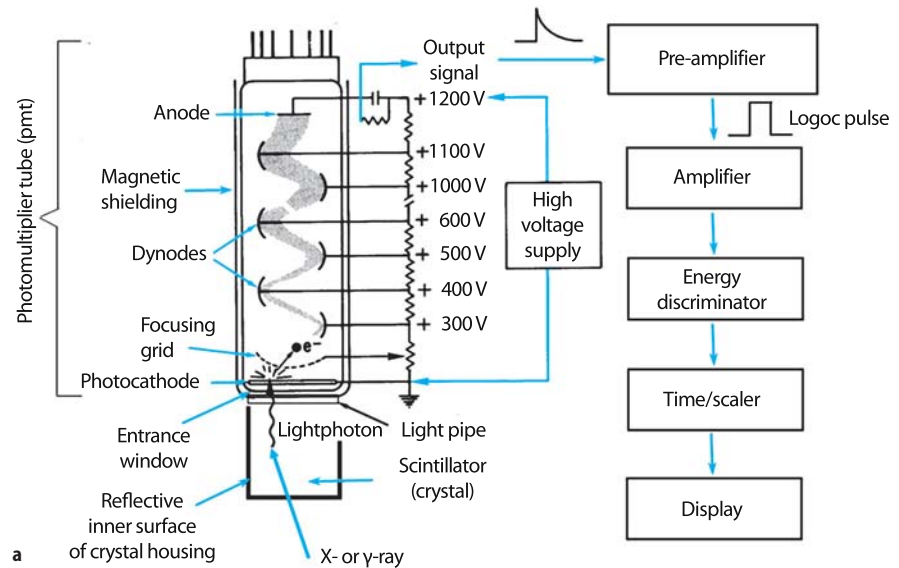 Output
signal
Pre-amplifier
Logoc pulse
Amplifier
Energy
discriminator
Time/scaler
Display
High
voltage
supply
+1200 V
+1100 V
+1000 V
+ 600 V
+ 500 V
+ 400 V
+ 300 V
Photomultiplier tube (pmt)
Anode
Magnetic
shielding
Dynodes
Focusing
grid
e–
Photocathode
Entrance
window
Lightphoton
Light pipe
Scintillator
(crystal)
Reflective
inner surface
of crystal housing
X- or γ-ray
a